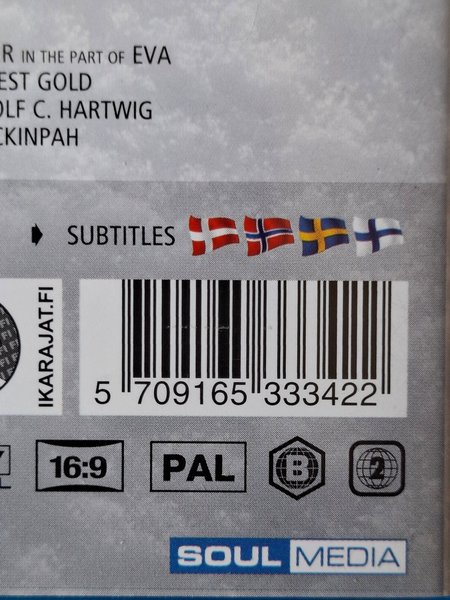 R IN THE PART OF EVA
EST GOLD
OLF C. HARTWIG
CKINPAH
SUBTITLES
IKARAJAT.FI
5 709165 333422
16:9
PAL
B
2
SOUL MEDIA